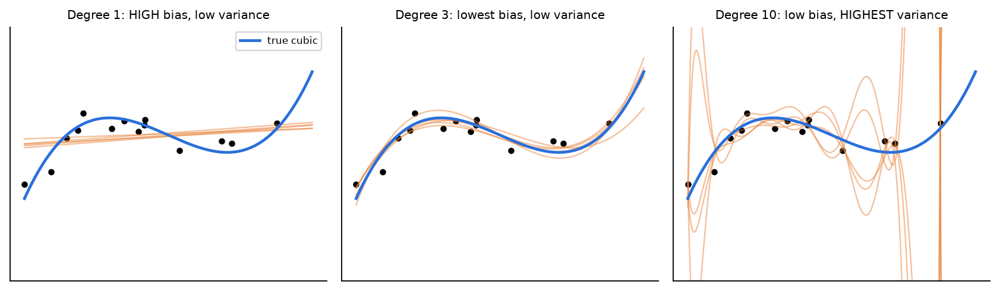 Degree 1: HIGH bias, low variance
true cubic
Degree 3: lowest bias, low variance
Degree 10: low bias, HIGHEST variance